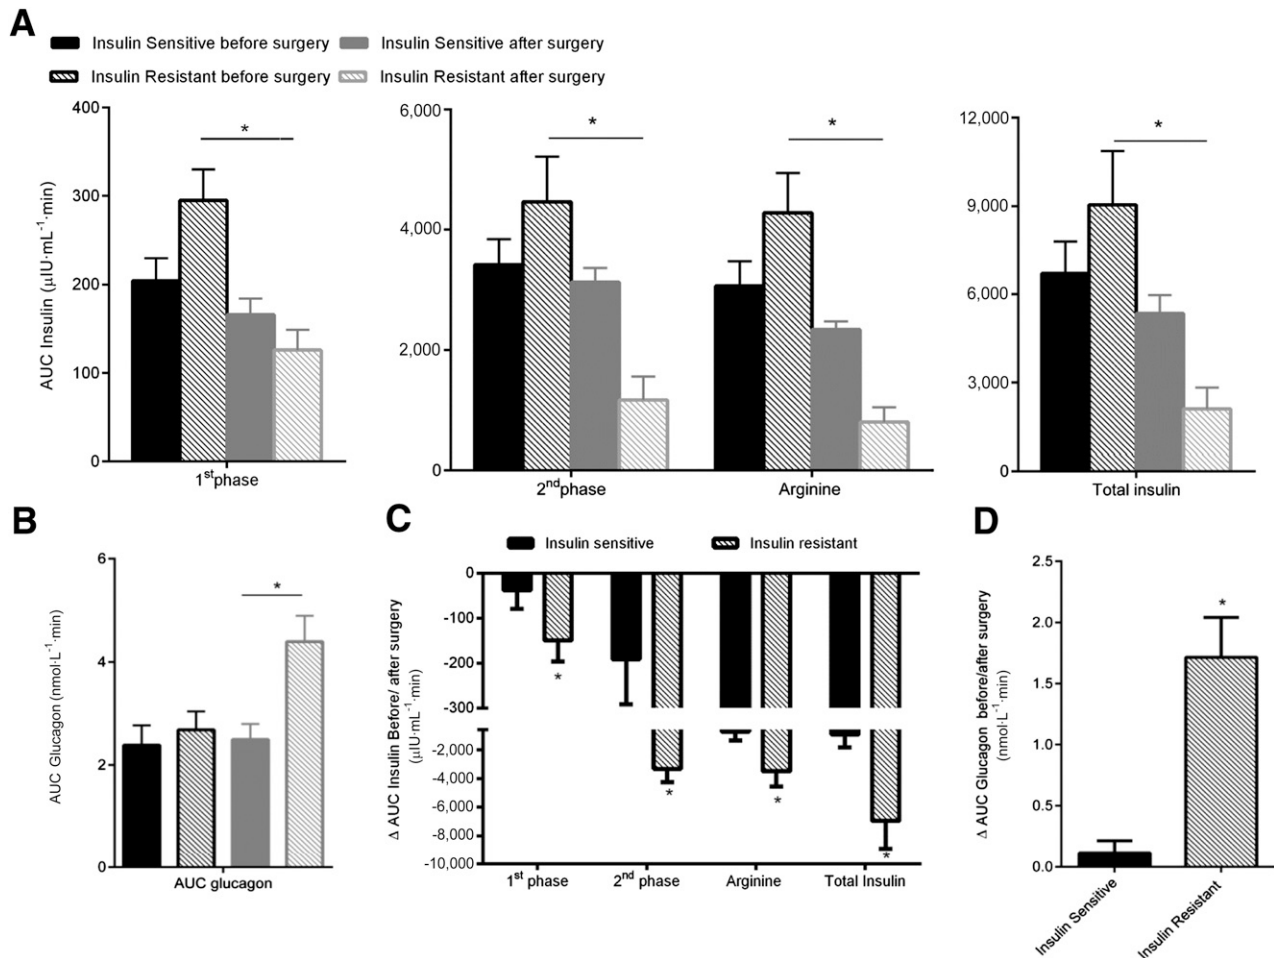 A
Insulin Sensitive before surgery Insulin Sensitive after surgery
Insulin Resistant before surgery Insulin Resistant after surgery
AUC Insulin (µIU·mL⁻¹·min)
400
300
200
100
0
*
1ˢᵗphase
6,000
4,000
2,000
0
*
*
2ⁿᵈphase
Arginine
12,000
9,000
6,000
3,000
0
*
Total insulin
B
AUC Glucagon (nmol·L⁻¹·min)
6
4
2
0
*
AUC glucagon
C
Insulin sensitive Insulin resistant
Δ AUC Insulin Before/ after surgery
(µIU·mL⁻¹·min)
0
-100
-200
-300
-2,000
-4,000
-6,000
-8,000
-10,000
*
*
*
*
1ˢᵗ phase
2ⁿᵈ phase
Arginine
Total Insulin
D
Δ AUC Glucagon before/after surgery
(nmol·L⁻¹·min)
2.5
2.0
1.5
1.0
0.5
0.0
*
Insulin Sensitive
Insulin Resistant